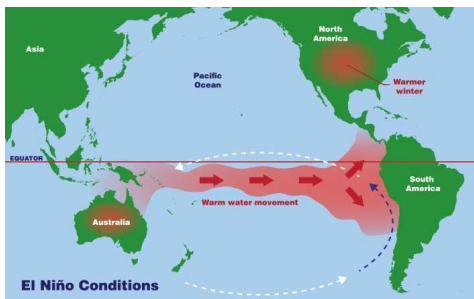 Asia
North
America
Pacific
Ocean
Warmer
winter
EQUATOR
South
America
Warm water movement
Australia
El Niño Conditions